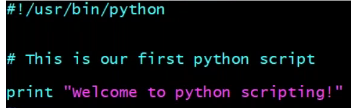 #!/usr/bin/python
# This is our first python script
print "Welcome to python scripting!"